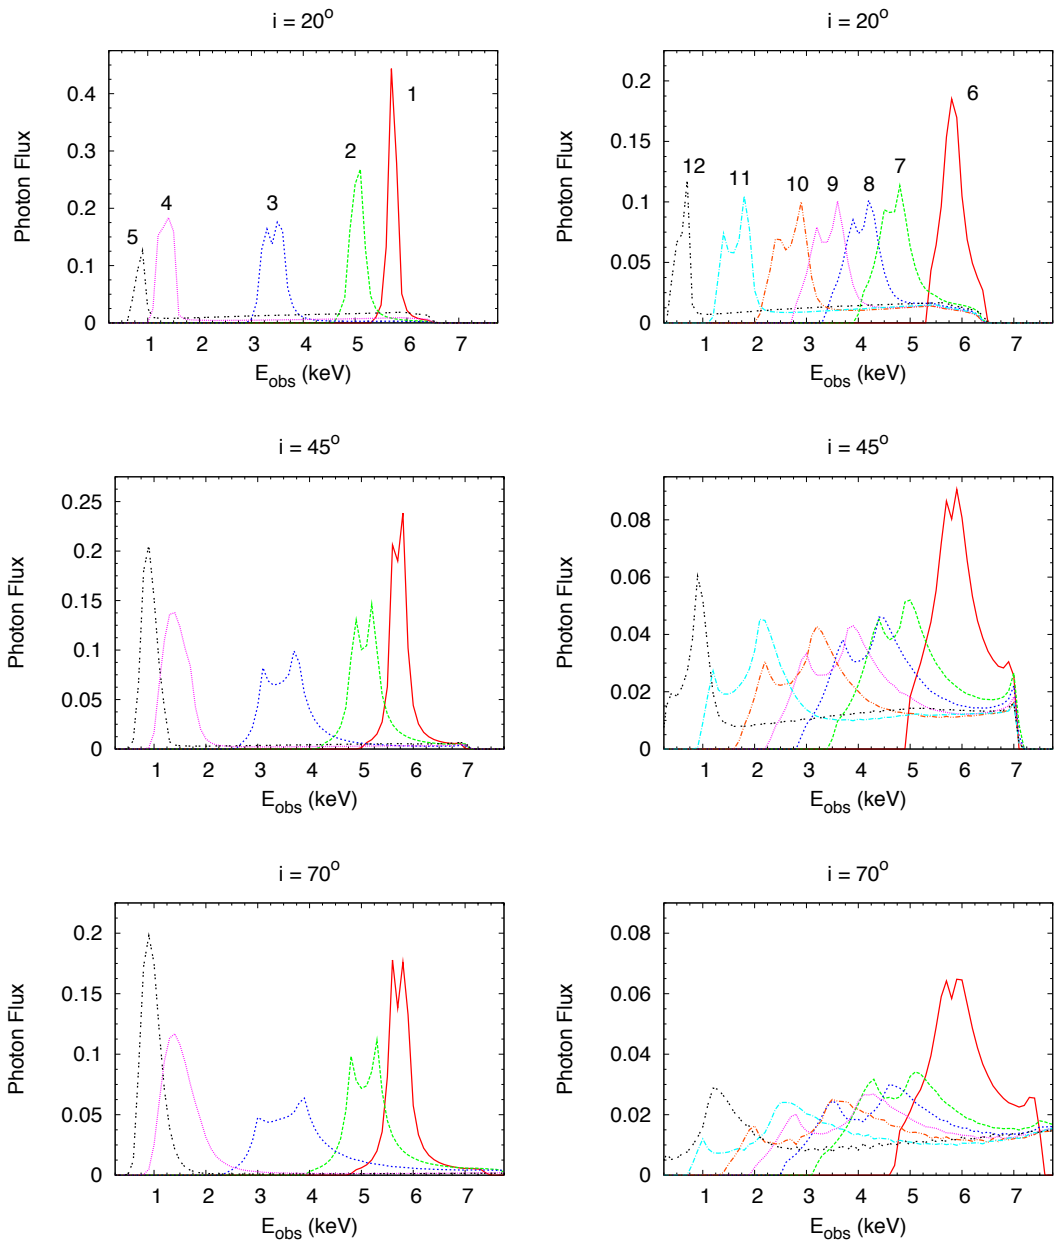 i = 20°
Photon Flux
0.4
0.3
0.2
0.1
0
1
2
3
4
5
1 2 3 4 5 6 7
E_obs (keV)
i = 20°
Photon Flux
0.2
0.15
0.1
0.05
0
6
7
8
9
10
11
12
1 2 3 4 5 6 7
E_obs (keV)
i = 45°
Photon Flux
0.25
0.2
0.15
0.1
0.05
0
1 2 3 4 5 6 7
E_obs (keV)
i = 45°
Photon Flux
0.08
0.06
0.04
0.02
0
1 2 3 4 5 6 7
E_obs (keV)
i = 70°
Photon Flux
0.2
0.15
0.1
0.05
0
1 2 3 4 5 6 7
E_obs (keV)
i = 70°
Photon Flux
0.08
0.06
0.04
0.02
0
1 2 3 4 5 6 7
E_obs (keV)